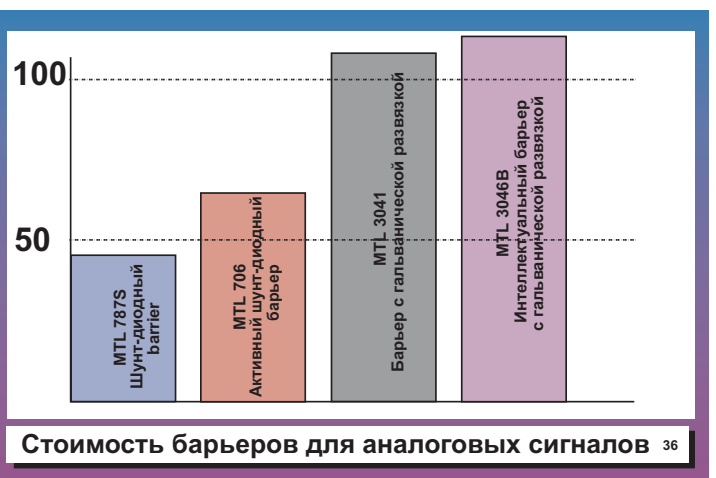 100
50
MTL 787S
Шунт-диодный
barrier
MTL 706
Активный шунт-диодный
барьер
MTL 3041
Барьер с гальванической развязкой
MTL 3046B
Интеллектуальный барьер
с гальванической развязкой
Стоимость барьеров для аналоговых сигналов 36